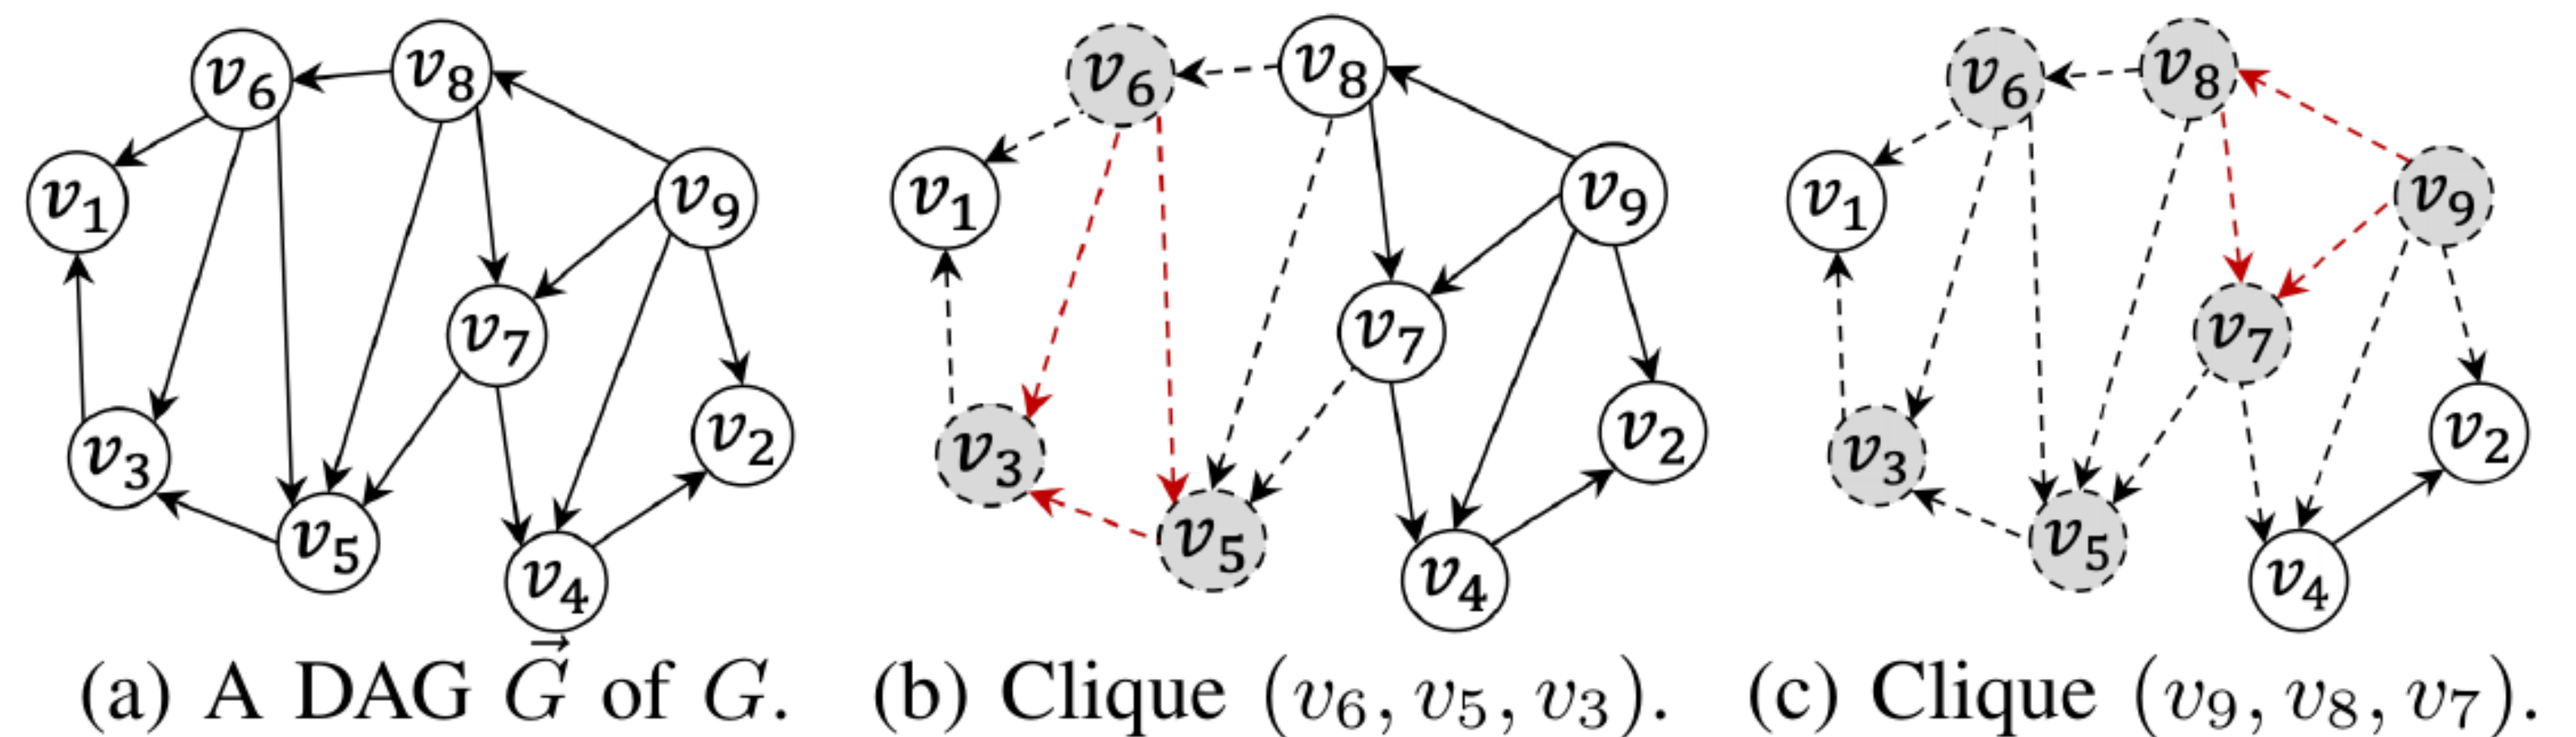 v₆ v₈ v₁ v₉ v₇ v₃ v₅ v₄ v₂
v₆ v₈ v₁ v₉ v₇ v₃ v₅ v₄ v₂
v₆ v₈ v₁ v₉ v₇ v₃ v₅ v₄ v₂
(a) A DAG $\vec{G}$ of G.
(b) Clique (v₆, v₅, v₃).
(c) Clique (v₉, v₈, v₇).